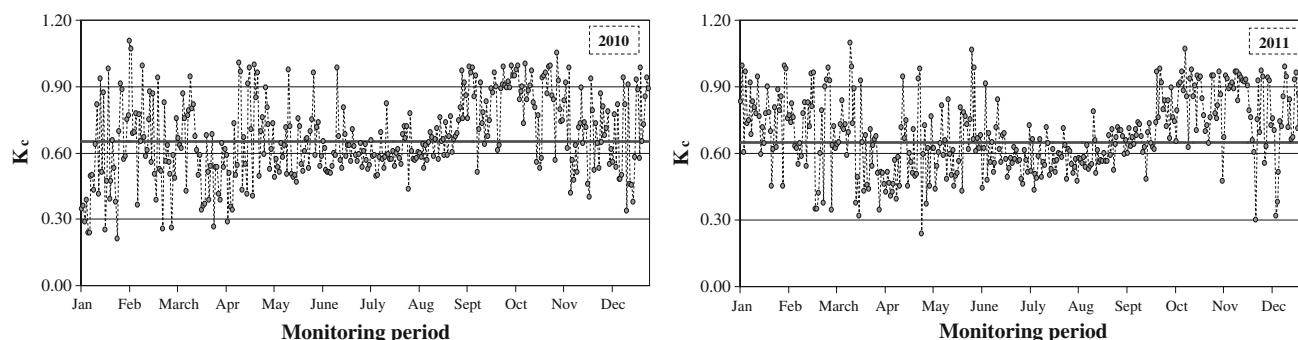 1.20
0.90
0.60
0.30
0.00
Kc
2010
Jan Feb March Apr May June July Aug Sept Oct Nov Dec
Monitoring period
1.20
0.90
0.60
0.30
0.00
Kc
2011
Jan Feb March Apr May June July Aug Sept Oct Nov Dec
Monitoring period